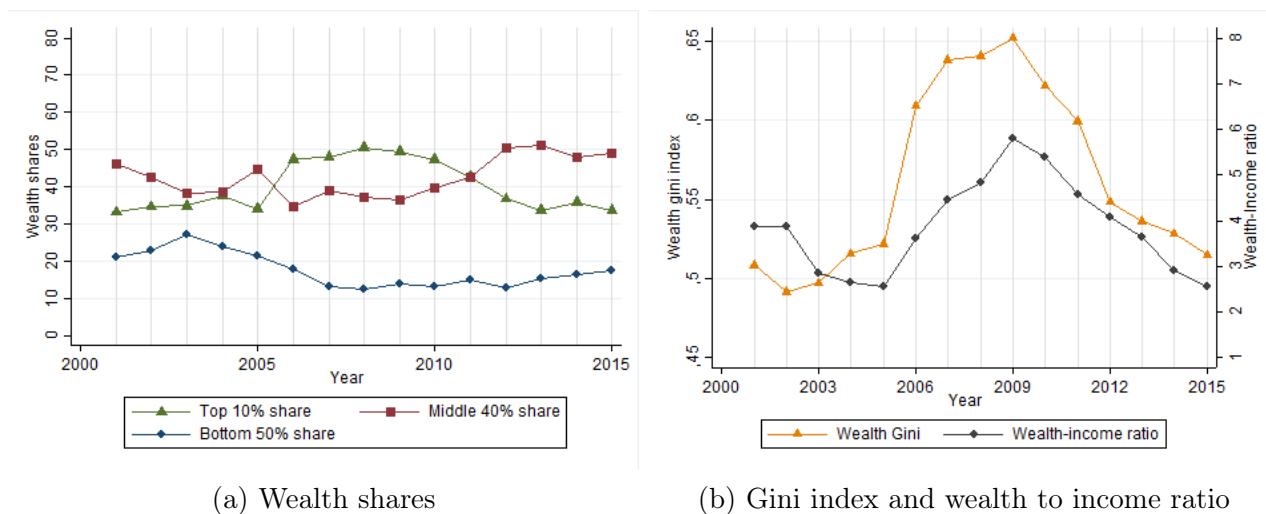 80
70
60
50
40
30
20
10
0
Wealth shares
2000
2005
2010
2015
Year
Top 10% share
Middle 40% share
Bottom 50% share
(a) Wealth shares
,65
,6
,55
,5
,45
Wealth gini index
8
7
6
5
4
3
2
1
Wealth-Income ratio
2000
2003
2006
2009
2012
2015
Year
Wealth Gini
Wealth-income ratio
(b) Gini index and wealth to income ratio